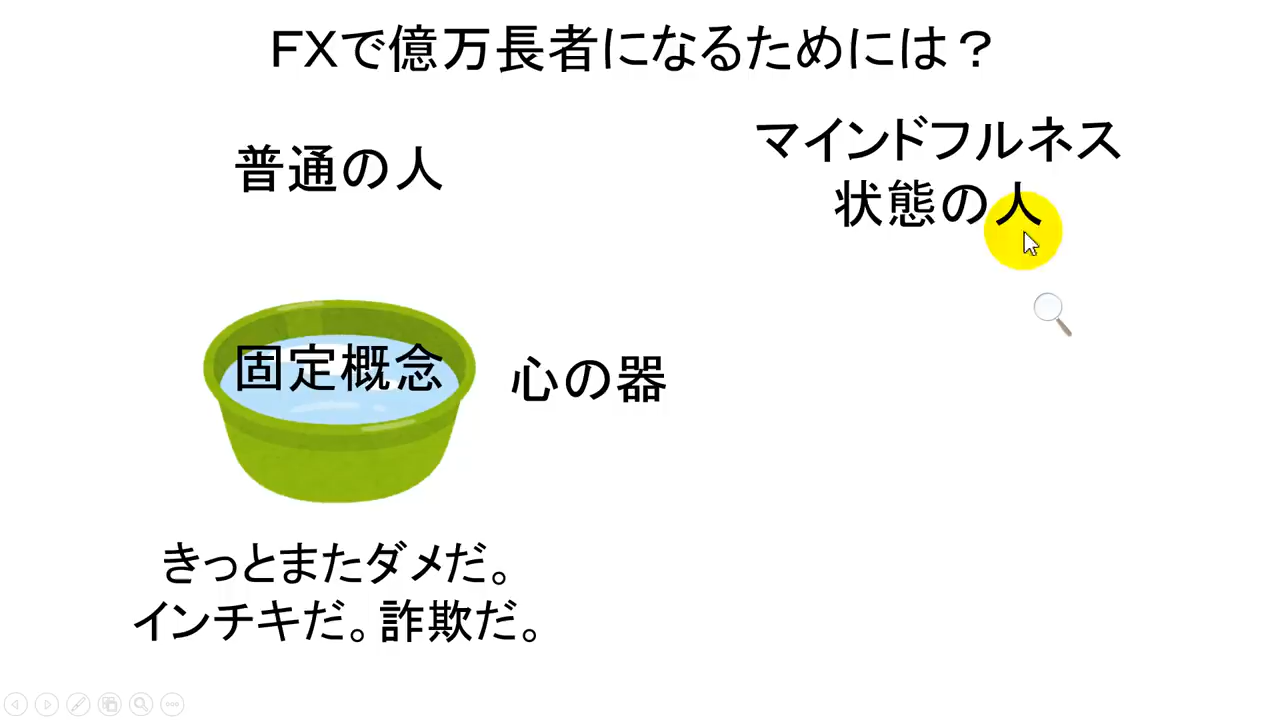 FXで億万長者になるためには？
普通の人
マインドフルネス
状態の人
固定概念
心の器
きっとまたダメだ。
インチキだ。詐欺だ。